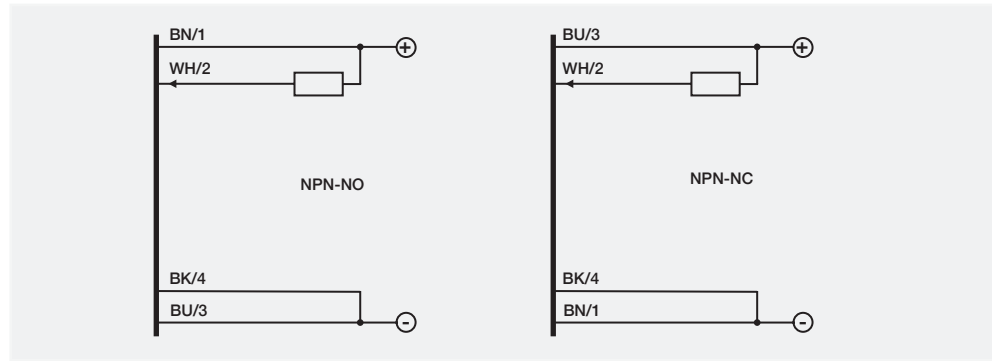 BN/1
WH/2
+
NPN-NO
BK/4
BU/3
-
BU/3
WH/2
+
NPN-NC
BK/4
BN/1
-